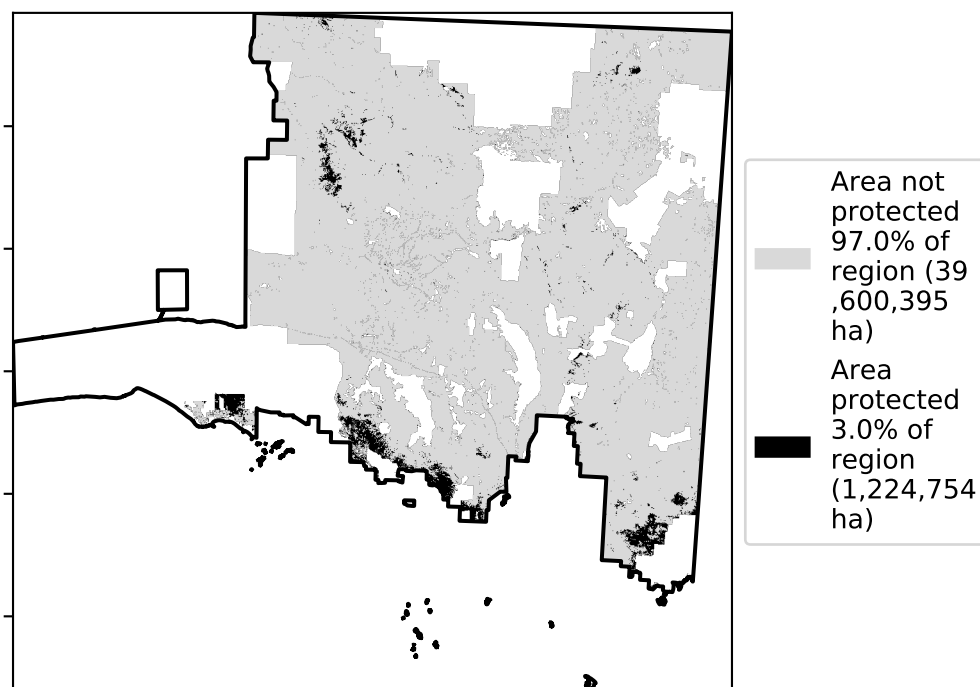 Area not
protected
97.0% of
region (39
,600,395
ha)
Area
protected
3.0% of
region
(1,224,754
ha)